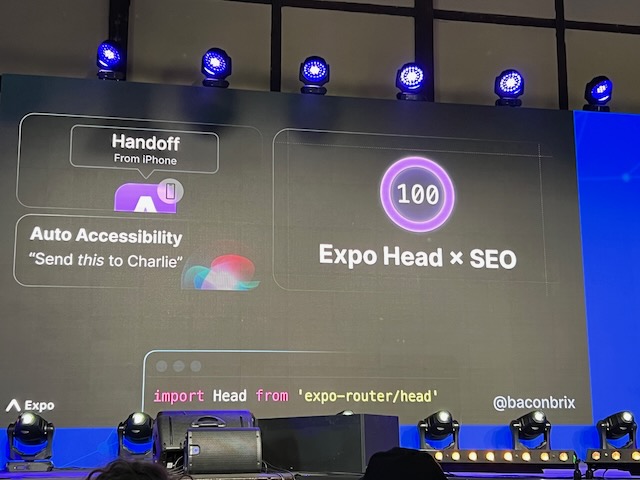 Handoff
From iPhone
Auto Accessibility
“Send this to Charlie”
100
Expo Head × SEO
import Head from 'expo-router/head'
Expo
@baconbrix